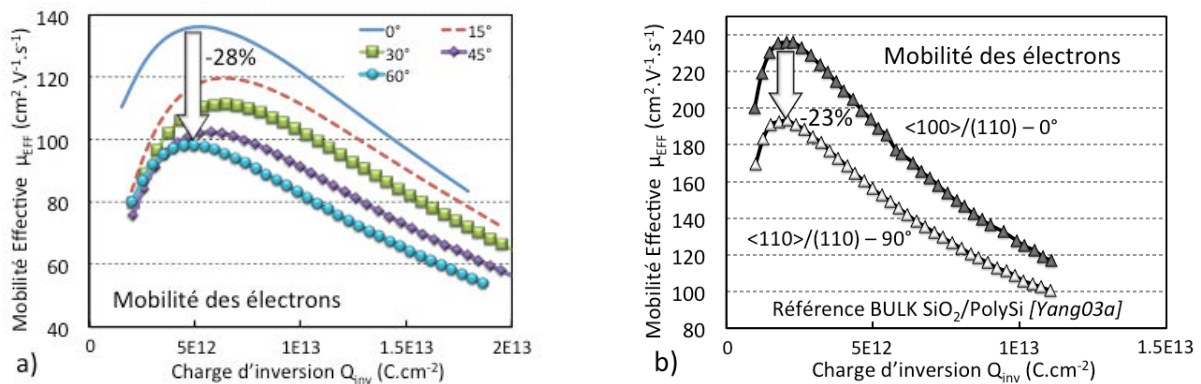 140
120
100
80
60
40
Mobilité Effective µEFF (cm².V⁻¹.s⁻¹)
0°
15°
30°
45°
60°
-28%
Mobilité des électrons
0
5E12
1E13
1.5E13
2E13
Charge d'inversion Qinv (C.cm⁻²)
a)
240
220
200
180
160
140
120
100
80
Mobilité Effective µEFF (cm².V⁻¹.s⁻¹)
Mobilité des électrons
-23%
<100>/(110) – 0°
<110>/(110) – 90°
Référence BULK SiO₂/PolySi [Yang03a]
0
5E12
1E13
1.5E13
Charge d'inversion Qinv (C.cm⁻²)
b)